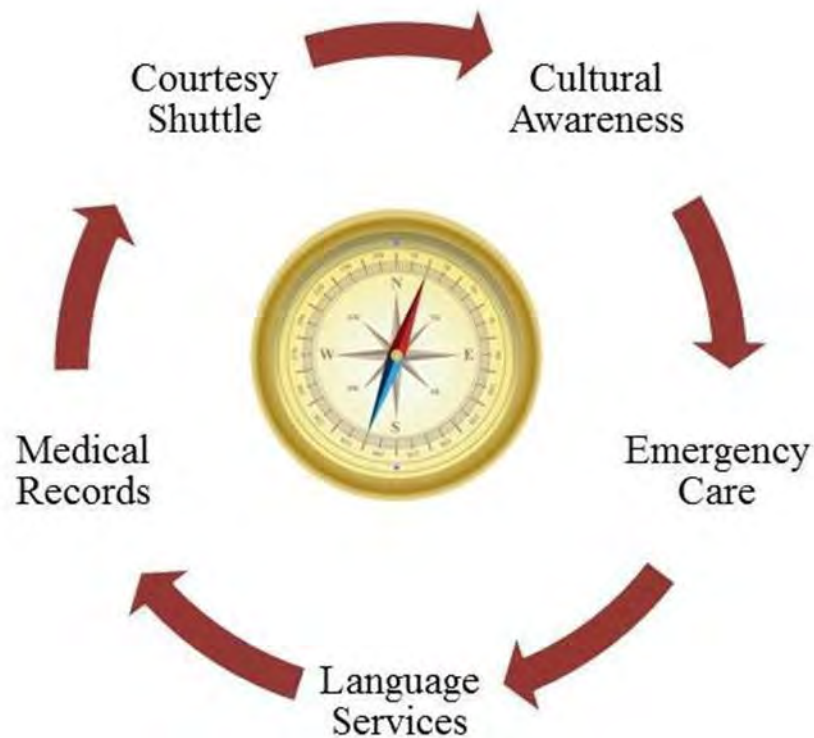 Courtesy
Shuttle
Cultural
Awareness
Emergency
Care
Language
Services
Medical
Records
N
E
S
W